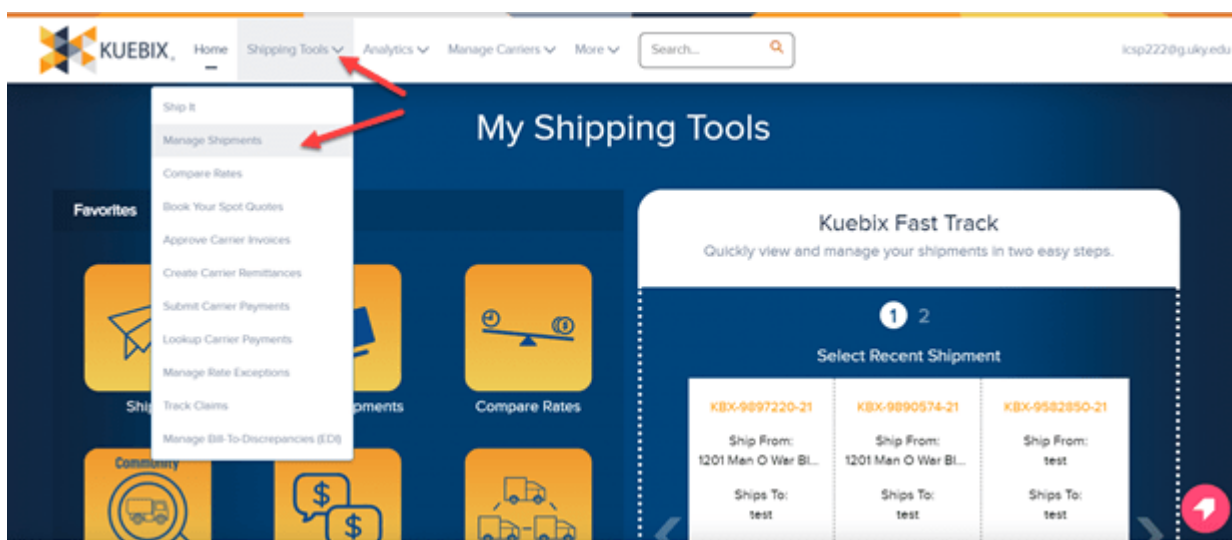 KUEBIX.
Home
Shipping Tools
Analytics
Manage Carriers
More
Search...
lcsp222@g.uky.edu
Ship It
Manage Shipments
Compare Rates
Book Your Spot Quotes
Approve Carrier Invoices
Create Carrier Remittances
Submit Carrier Payments
Lookup Carrier Payments
Manage Rate Exceptions
Track Claims
Manage Bill-To-Discrepancies (EDI)
My Shipping Tools
Favorites
Ship
pments
Compare Rates
Community
Kuebix Fast Track
Quickly view and manage your shipments in two easy steps.
1 2
Select Recent Shipment
KBX-9897220-21
Ship From:
1201 Man O War Bl...
Ships To:
test
KBX-9890574-21
Ship From:
1201 Man O War Bl...
Ships To:
test
KBX-9582850-21
Ship From:
test
Ships To:
test